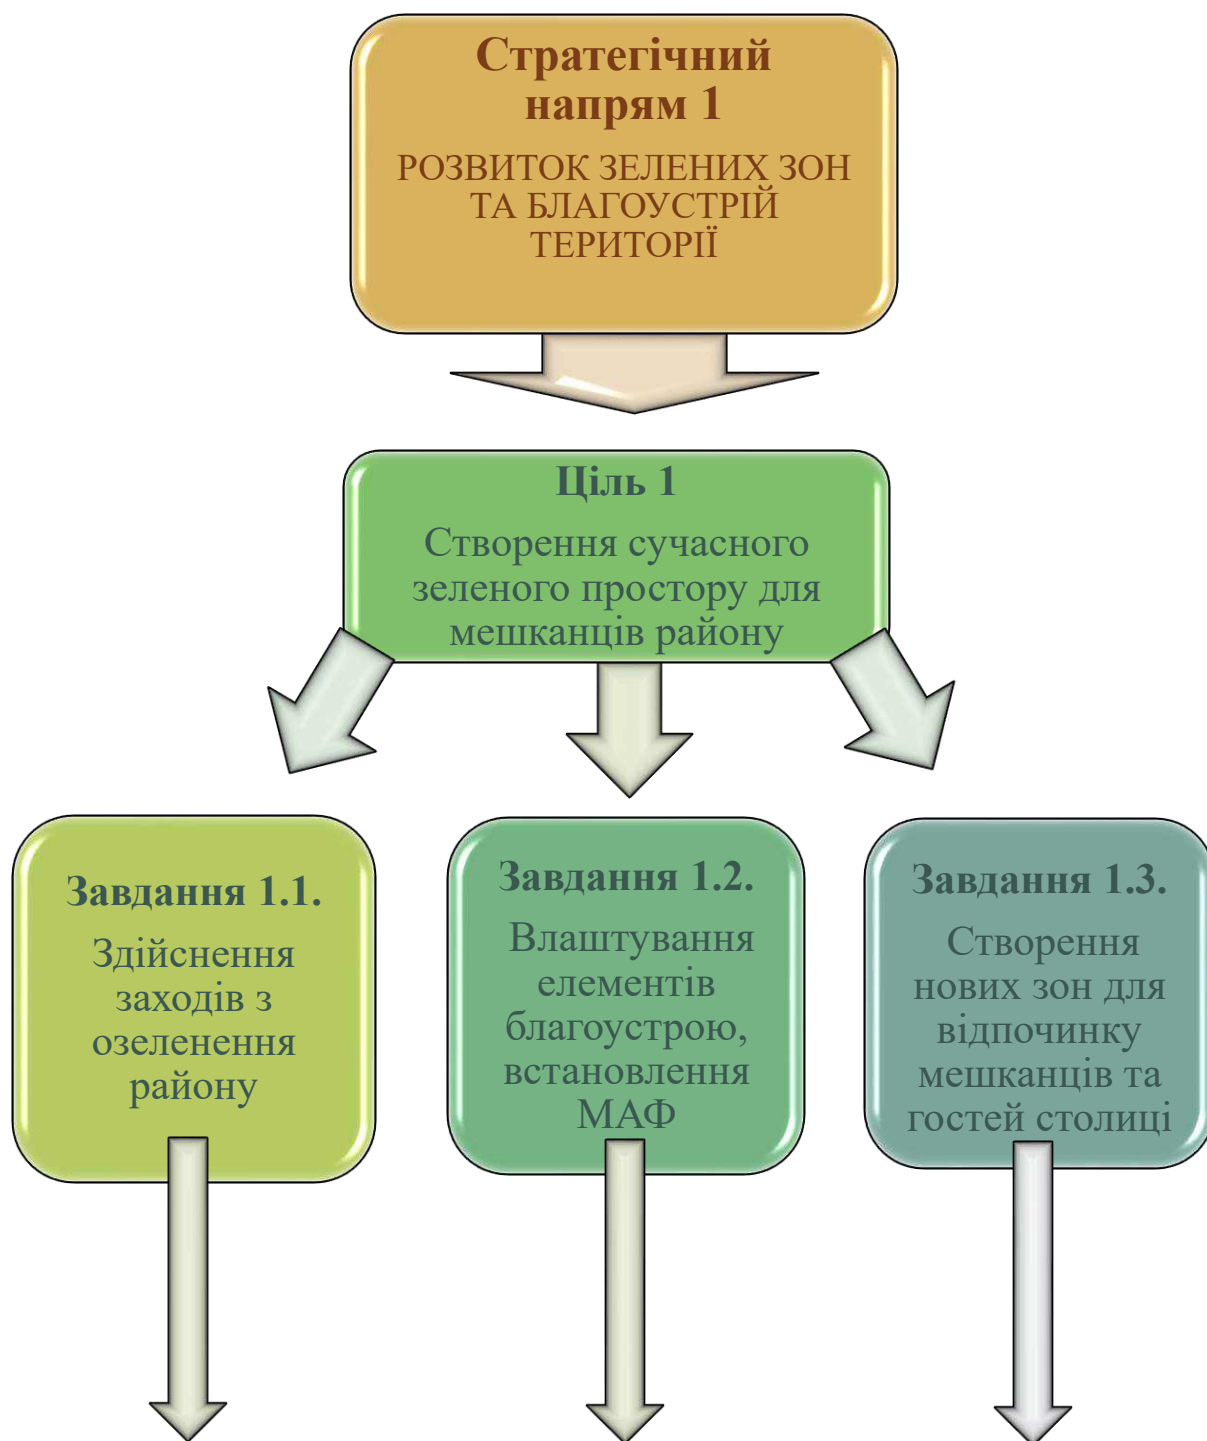 Стратегічний
напрям 1
РОЗВИТОК ЗЕЛЕНИХ ЗОН
ТА БЛАГОУСТРІЙ
ТЕРИТОРІЇ
Ціль 1
Створення сучасного
зеленого простору для
мешканців району
Завдання 1.1.
Здійснення
заходів з
озеленення
району
Завдання 1.2.
Влаштування
елементів
благоустрою,
встановлення
МАФ
Завдання 1.3.
Створення
нових зон для
відпочинку
мешканців та
гостей столиці